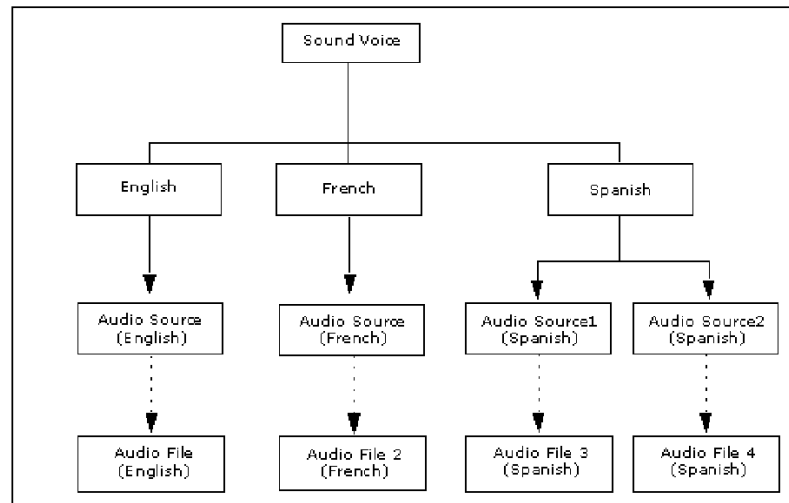 Sound Voice
English
French
Spanish
Audio Source
(English)
Audio Source
(French)
Audio Source1
(Spanish)
Audio Source2
(Spanish)
Audio File
(English)
Audio File 2
(French)
Audio File 3
(Spanish)
Audio File 4
(Spanish)